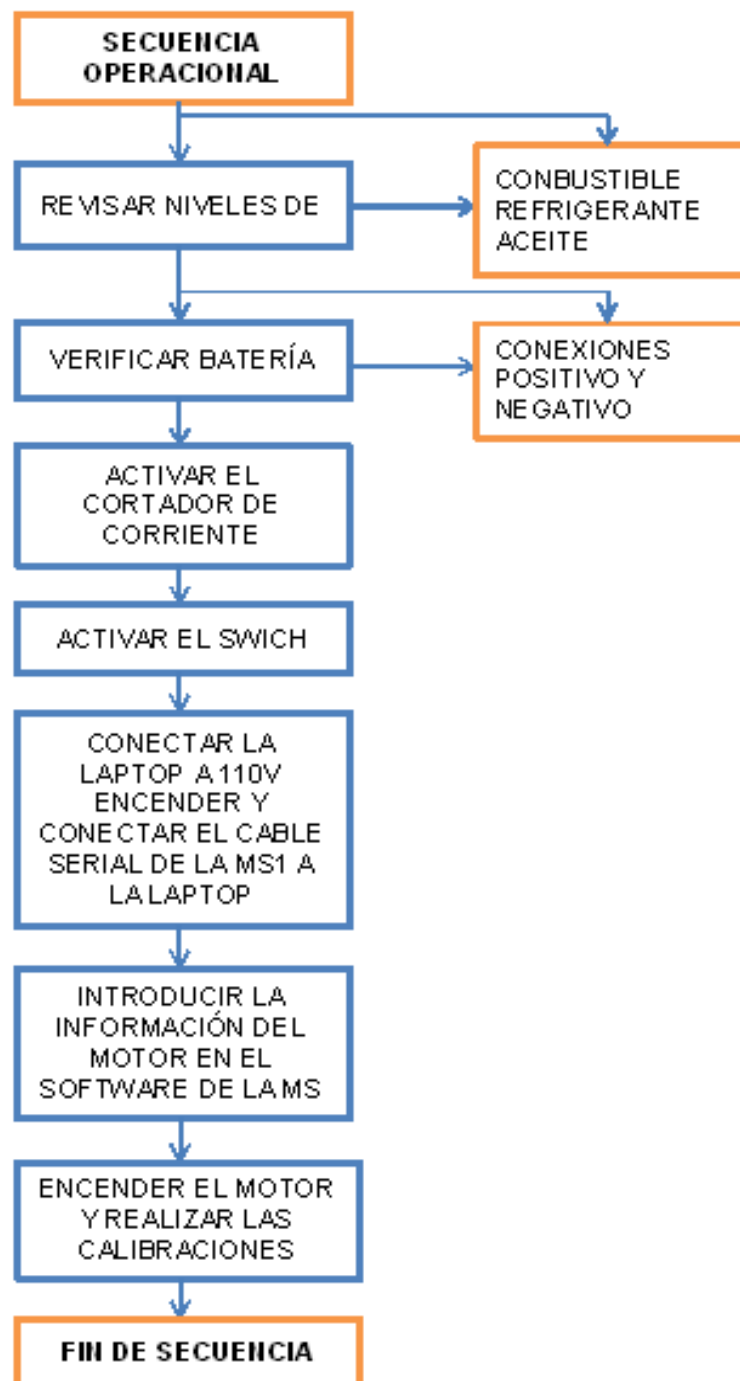 SECUENCIA
OPERACIONAL
REVISAR NIVELES DE
CONBUSTIBLE
REFRIGERANTE
ACEITE
VERIFICAR BATERÍA
CONEXIONES
POSITIVO Y
NEGATIVO
ACTIVAR EL
CORTADOR DE
CORRIENTE
ACTIVAR EL SWICH
CONECTAR LA
LAPTOP A 110V
ENCENDER Y
CONECTAR EL CABLE
SERIAL DE LA MS1 A
LA LAPTOP
INTRODUCIR LA
INFORMACIÓN DEL
MOTOR EN EL
SOFTWARE DE LA MS
ENCENDER EL MOTOR
Y REALIZAR LAS
CALIBRACIONES
FIN DE SECUENCIA